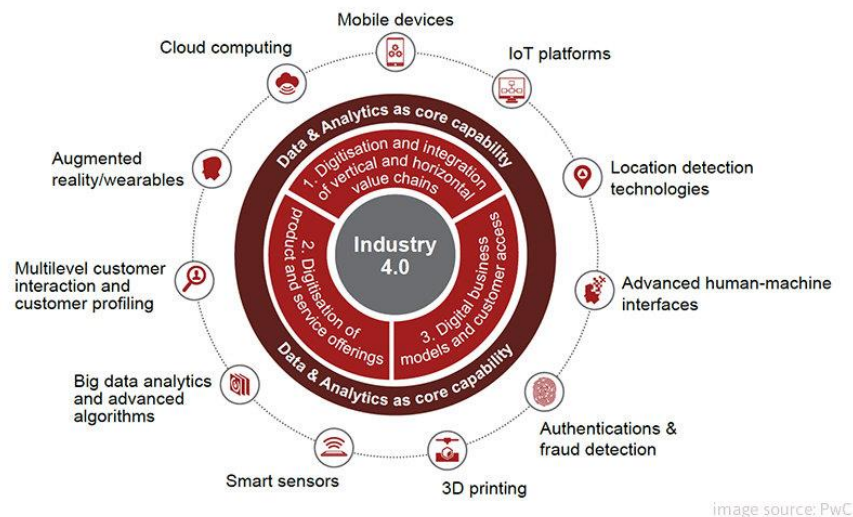 Mobile devices
Cloud computing
IoT platforms
Augmented
reality/wearables
Location detection
technologies
Multilevel customer
interaction and
customer profiling
Advanced human-machine
interfaces
Big data analytics
and advanced
algorithms
Authentications &
fraud detection
Smart sensors
3D printing
Data & Analytics as core capability
1. Digitisation and integration
of vertical and horizontal
value chains
2. Digitisation of
product and service offerings
3. Digital business
models and customer access
Industry
4.0
Data & Analytics as core capability
image source: PwC